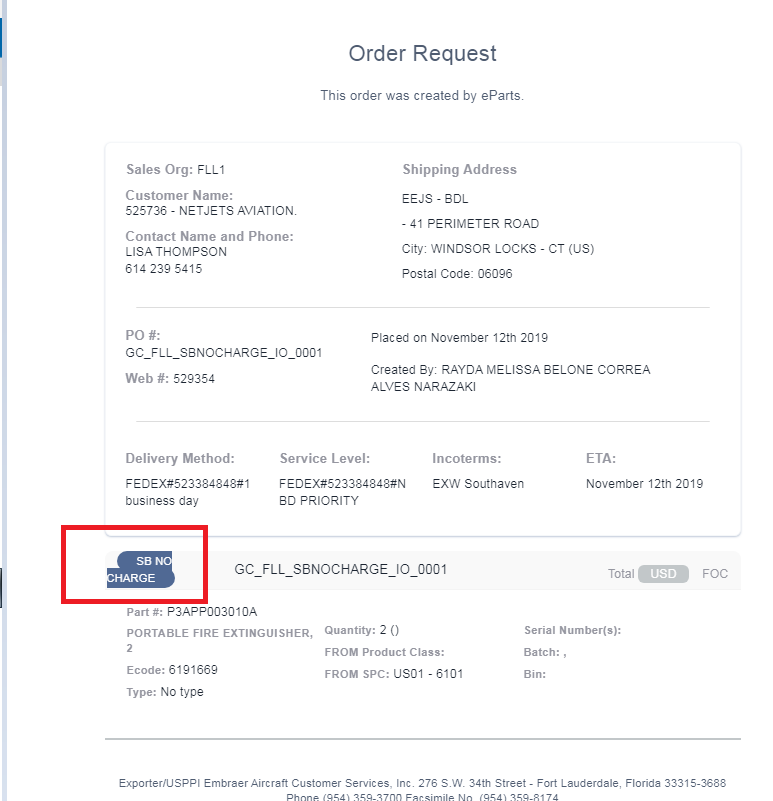 Order Request
This order was created by eParts.
Sales Org: FLL1
Customer Name:
525736 - NETJETS AVIATION.
Contact Name and Phone:
LISA THOMPSON
614 239 5415
Shipping Address
EEJS - BDL
- 41 PERIMETER ROAD
City: WINDSOR LOCKS - CT (US)
Postal Code: 06096
PO #:
GC_FLL_SBNOCHARGE_IO_0001
Web #: 529354
Placed on November 12th 2019
Created By: RAYDA MELISSA BELONE CORREA
ALVES NARAZAKI
Delivery Method:
FEDEX#523384848#1
business day
Service Level:
FEDEX#523384848#N
BD PRIORITY
Incoterms:
EXW Southaven
ETA:
November 12th 2019
SB NO
CHARGE
GC_FLL_SBNOCHARGE_IO_0001
Total USD FOC
Part #: P3APP003010A
PORTABLE FIRE EXTINGUISHER,
2
Ecode: 6191669
Type: No type
Quantity: 2 ()
FROM Product Class:
FROM SPC: US01 - 6101
Serial Number(s):
Batch: ,
Bin:
Exporter/USPPI Embraer Aircraft Customer Services, Inc. 276 S.W. 34th Street - Fort Lauderdale, Florida 33315-3688
Phone (954) 359-3700 Facsimile No. (954) 359-8174